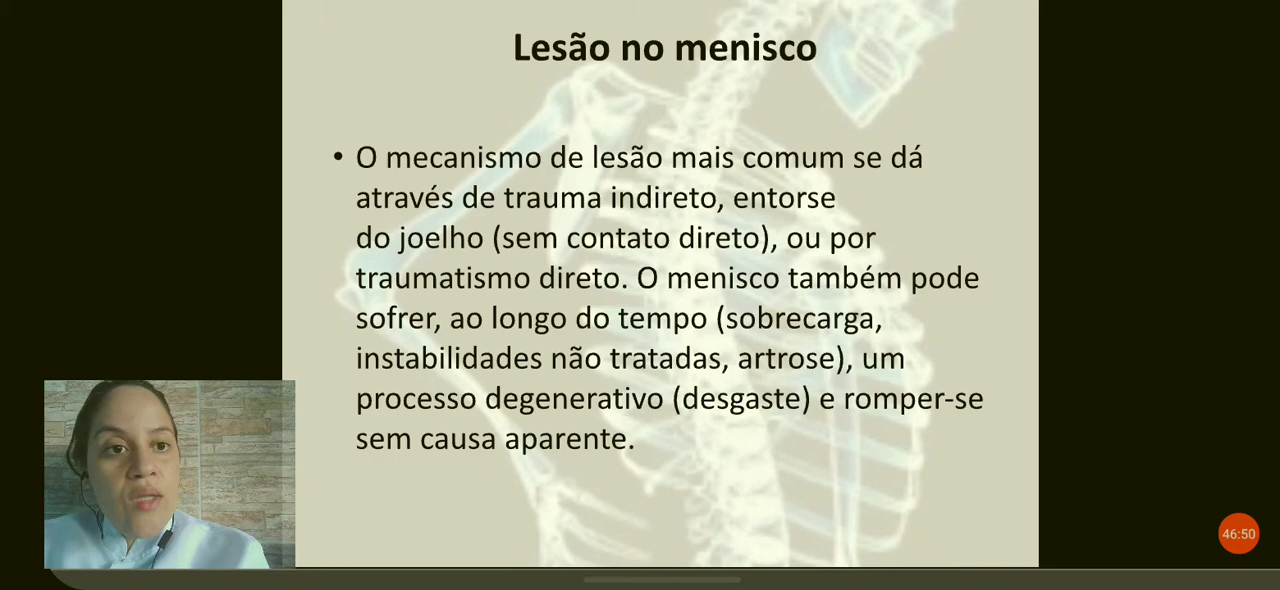 Lesão no menisco
• O mecanismo de lesão mais comum se dá
através de trauma indireto, entorse
do joelho (sem contato direto), ou por
traumatismo direto. O menisco também pode
sofrer, ao longo do tempo (sobrecarga,
instabilidades não tratadas, artrose), um
processo degenerativo (desgaste) e romper-se
sem causa aparente.
46:50